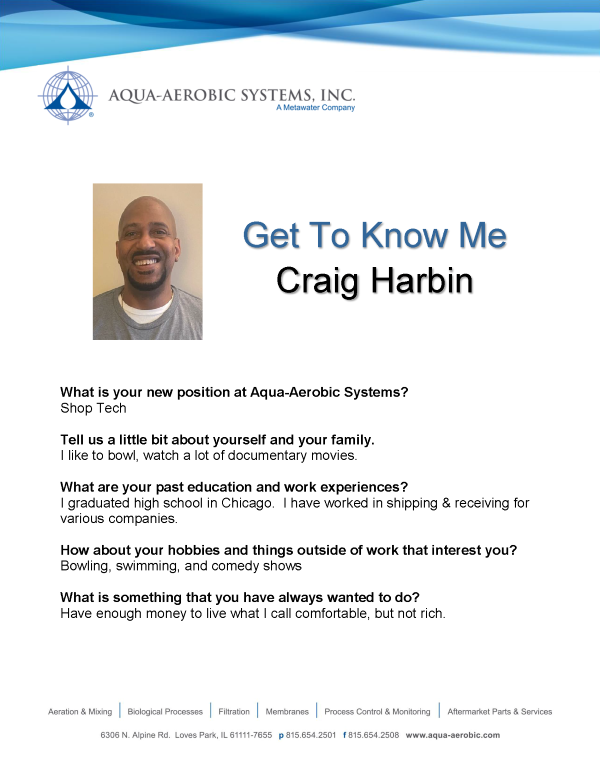 AQUA-AEROBIC SYSTEMS, INC.
A Metawater Company
®
Get To Know Me
Craig Harbin
What is your new position at Aqua-Aerobic Systems?
Shop Tech
Tell us a little bit about yourself and your family.
I like to bowl, watch a lot of documentary movies.
What are your past education and work experiences?
I graduated high school in Chicago.  I have worked in shipping & receiving for
various companies.
How about your hobbies and things outside of work that interest you?
Bowling, swimming, and comedy shows
What is something that you have always wanted to do?
Have enough money to live what I call comfortable, but not rich.
Aeration & Mixing | Biological Processes | Filtration | Membranes | Process Control & Monitoring | Aftermarket Parts & Services
6306 N. Alpine Rd.  Loves Park, IL 61111-7655  p 815.654.2501  f 815.654.2508  www.aqua-aerobic.com